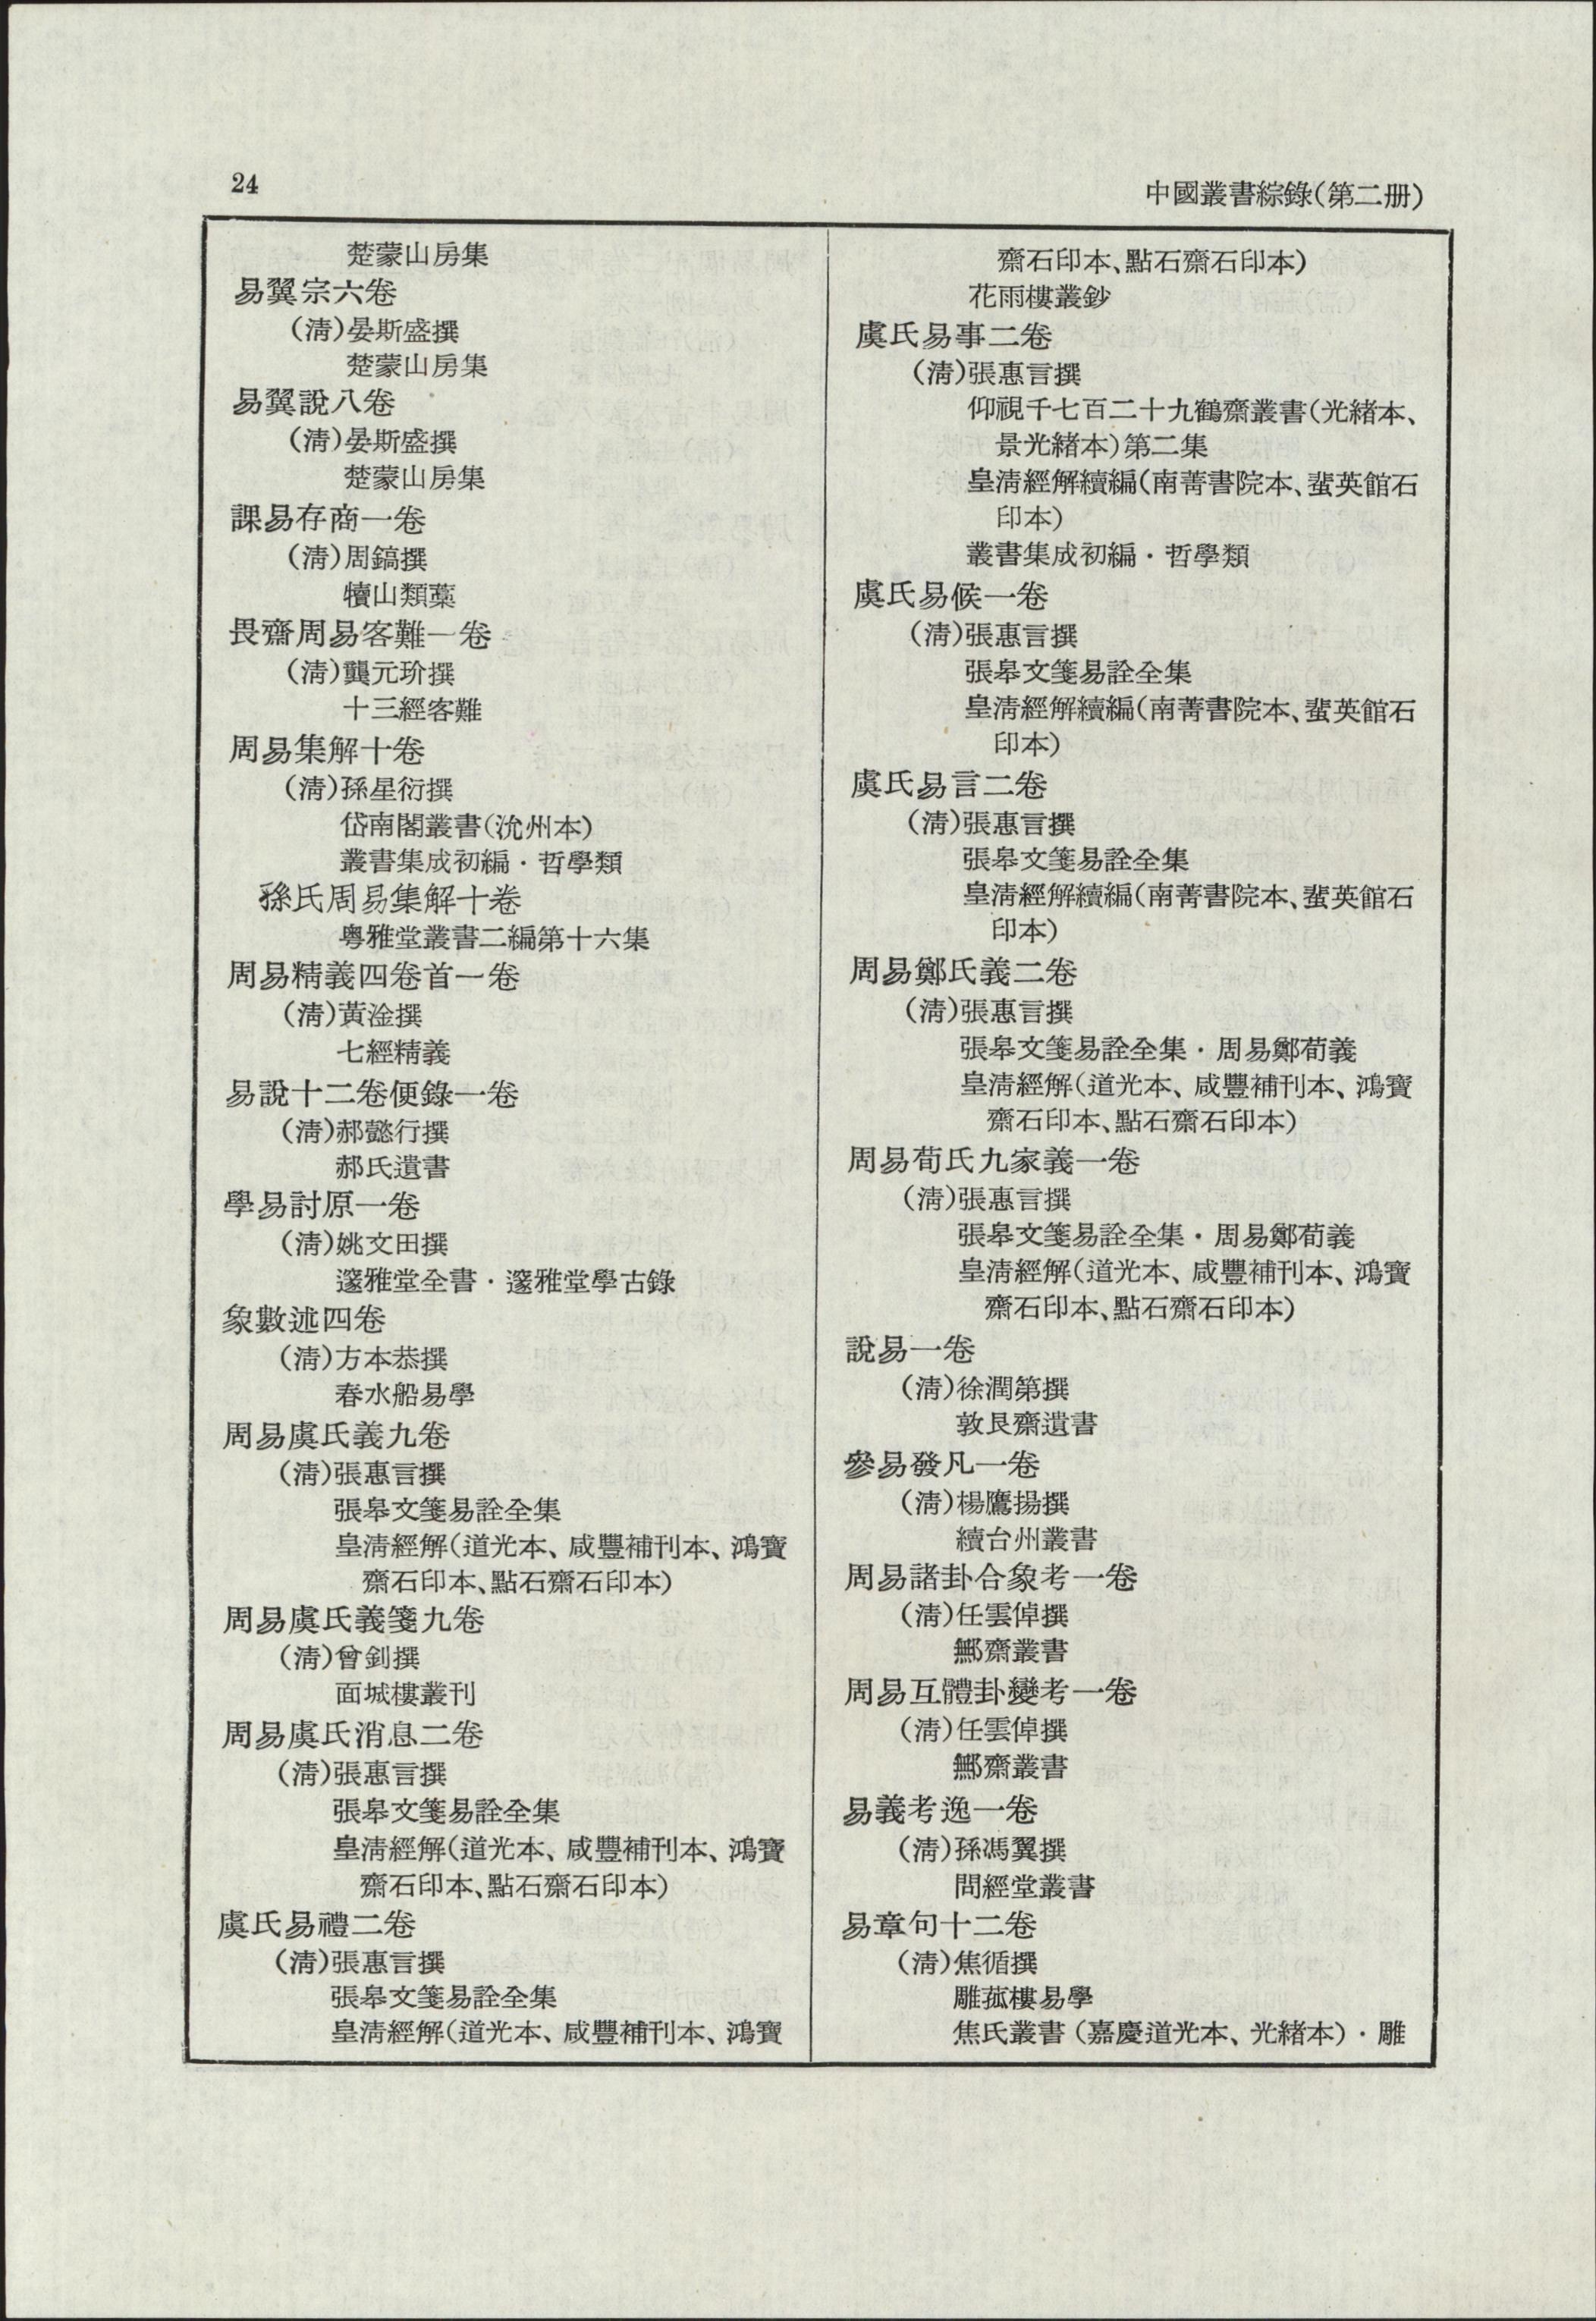 24
中國叢書綜錄(第二册)
楚蒙山房集
易翼宗六卷
(清)晏斯盛撰
楚蒙山房集
易翼說八卷
(清)晏斯盛撰
楚蒙山房集
課易存商一卷
(清)周鎬撰
犢山類藁
畏齋周易客難一卷
(清)龔元玠撰
十三經客難
周易集解十卷
(清)孫星衍撰
岱南閣叢書(沇州本)
叢書集成初編·哲學類
孫氏周易集解十卷
粵雅堂叢書二編第十六集
周易精義四卷首一卷
(清)黃淦撰
七經精義
易說十二卷便錄一卷
(清)郝懿行撰
郝氏遺書
學易討原一卷
(清)姚文田撰
邃雅堂全書·邃雅堂學古錄
象數述四卷
(清)方本恭撰
春水船易學
周易虞氏義九卷
(清)張惠言撰
張皋文箋易詮全集
皇清經解(道光本、咸豐補刊本、鴻寶
齋石印本、點石齋石印本)
周易虞氏義箋九卷
(清)曾釗撰
面城樓叢刊
周易虞氏消息二卷
(清)張惠言撰
張皋文箋易詮全集
皇清經解(道光本、咸豐補刊本、鴻寶
齋石印本、點石齋石印本)
虞氏易禮二卷
(清)張惠言撰
張皋文箋易詮全集
皇清經解(道光本、咸豐補刊本、鴻寶
齋石印本、點石齋石印本)
花雨樓叢鈔
虞氏易事二卷
(清)張惠言撰
仰視千七百二十九鶴齋叢書(光緒本、
景光緒本)第二集
皇清經解續編(南菁書院本、蜚英館石
印本)
叢書集成初編·哲學類
虞氏易候一卷
(清)張惠言撰
張皋文箋易詮全集
皇清經解續編(南菁書院本、蜚英館石
印本)
虞氏易言二卷
(清)張惠言撰
張皋文箋易詮全集
皇清經解續編(南菁書院本、蜚英館石
印本)
周易鄭氏義二卷
(清)張惠言撰
張皋文箋易詮全集·周易鄭荀義
皇清經解(道光本、咸豐補刊本、鴻寶
齋石印本、點石齋石印本)
周易荀氏九家義一卷
(清)張惠言撰
張皋文箋易詮全集·周易鄭荀義
皇清經解(道光本、咸豐補刊本、鴻寶
齋石印本、點石齋石印本)
說易一卷
(清)徐潤第撰
敦艮齋遺書
參易發凡一卷
(清)楊鷹揚撰
續台州叢書
周易諸卦合象考一卷
(清)任雲倬撰
鄦齋叢書
周易互體卦變考一卷
(清)任雲倬撰
鄦齋叢書
易義考逸一卷
(清)孫馮翼撰
問經堂叢書
易章句十二卷
(清)焦循撰
雕菰樓易學
焦氏叢書(嘉慶道光本、光緒本)·雕